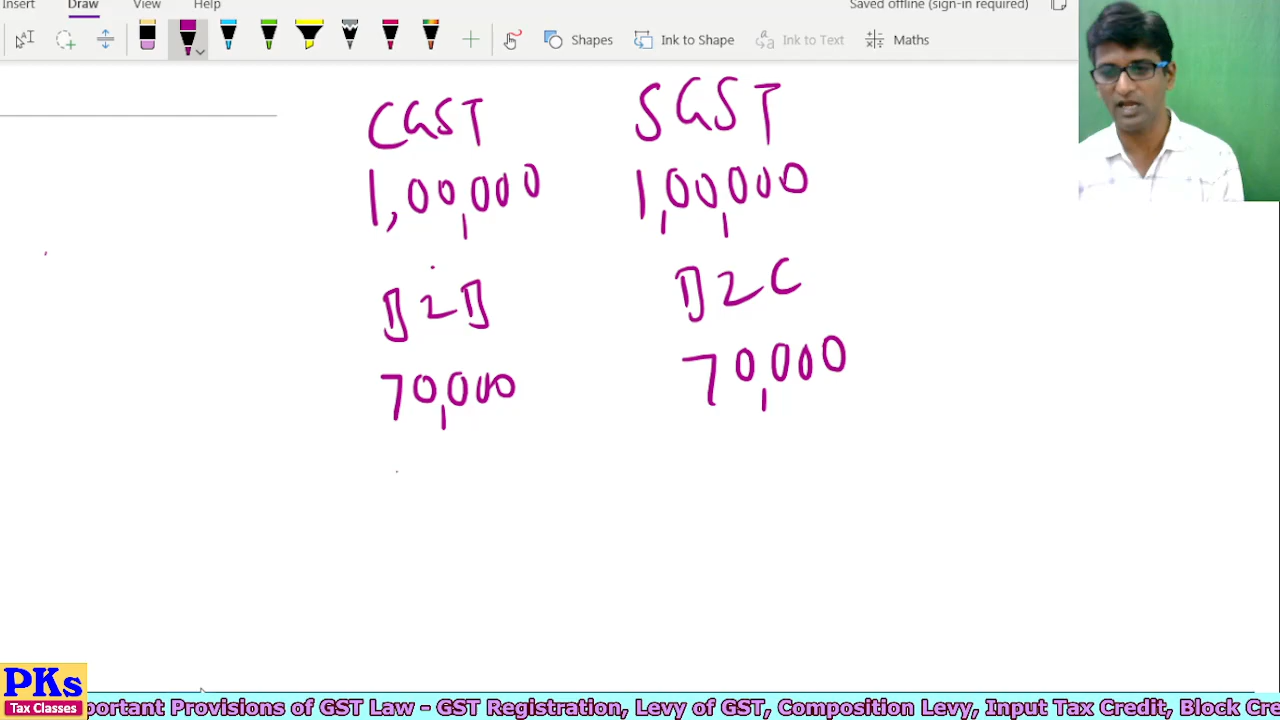 Insert Draw View Help Saved offline (sign-in required)
Shapes Ink to Shape Ink to Text Maths
CGST SGST
1,00,000 1,00,000
B2B B2C
70,000 70,000
PKs
Tax Classes
portant Provisions of GST Law – GST Registration, Levy of GST, Composition Levy, Input Tax Credit, Block Cre